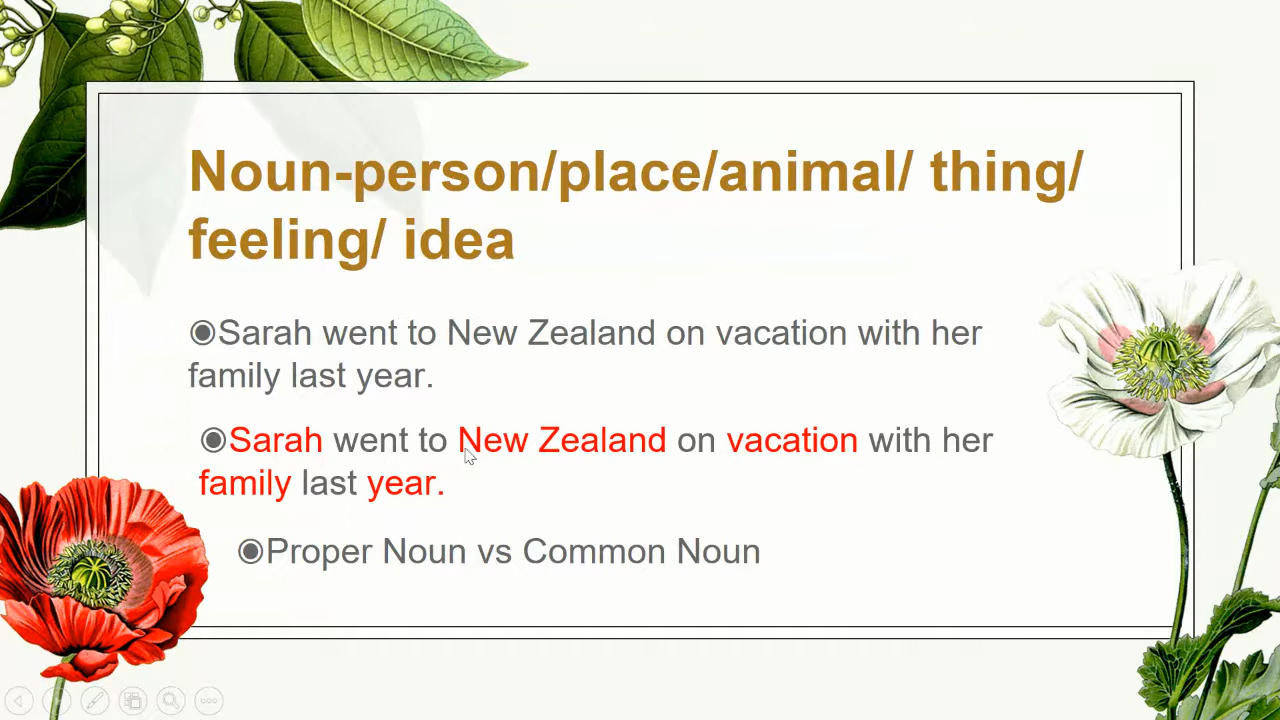 Noun-person/place/animal/ thing/
feeling/ idea
◉Sarah went to New Zealand on vacation with her
family last year.
◉Sarah went to New Zealand on vacation with her
family last year.
◉Proper Noun vs Common Noun